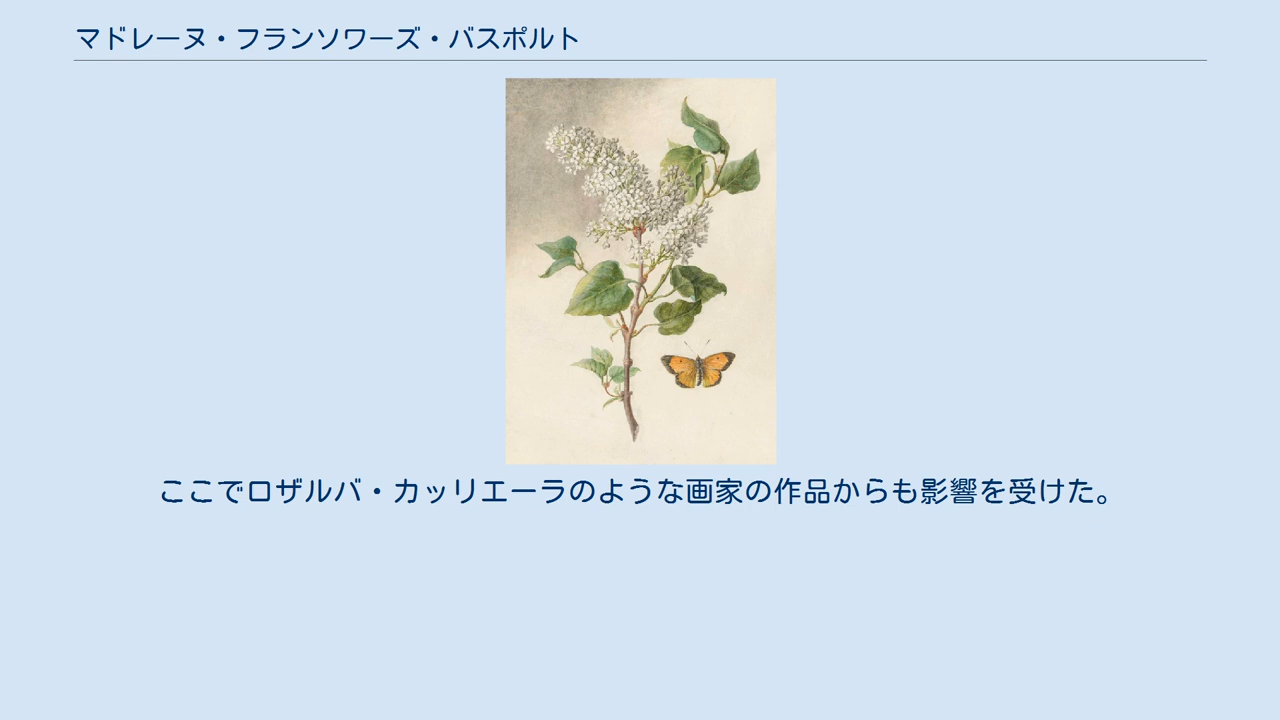 マドレーヌ・フランソワーズ・バスポルト
ここでロザルバ・カッリエーラのような画家の作品からも影響を受けた。